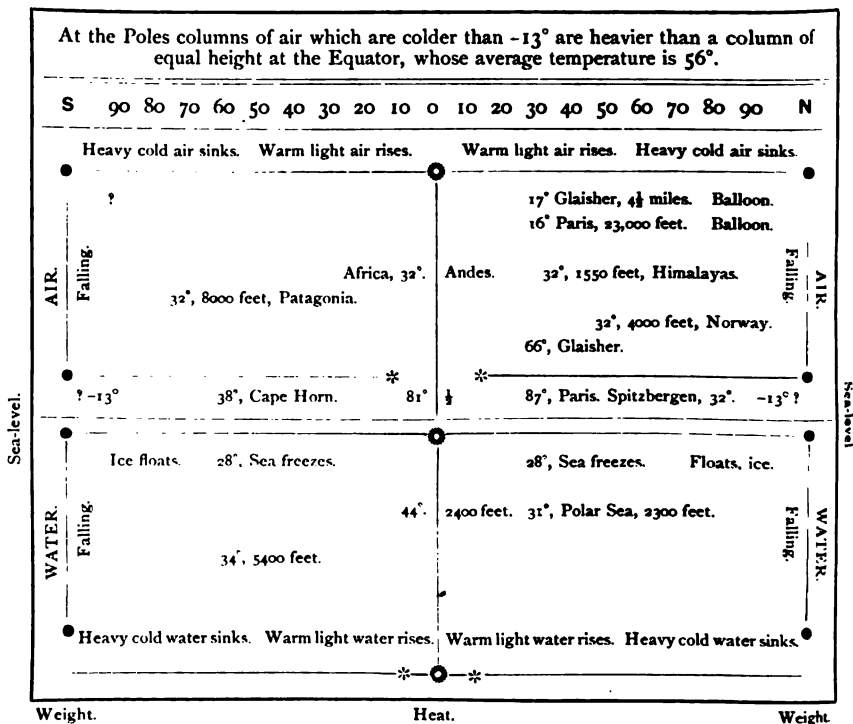 At the Poles columns of air which are colder than -13° are heavier than a column of
equal height at the Equator, whose average temperature is 56°.
S 90 80 70 60 50 40 30 20 10 0 10 20 30 40 50 60 70 80 90 N
Heavy cold air sinks. Warm light air rises. Warm light air rises. Heavy cold air sinks.
? 17° Glaisher, 4½ miles. Balloon.
16° Paris, 23,000 feet. Balloon.
AIR. Falling. Africa, 32°. Andes. 32°, 1550 feet, Himalayas. Falling. AIR.
32°, 8000 feet, Patagonia.
32°, 4000 feet, Norway.
66°, Glaisher.
? -13° 38°, Cape Horn. 81° ½ 87°, Paris. Spitzbergen, 32°. -13° ?
Sea-level. Sea-level
Ice floats. 28°, Sea freezes. 28°, Sea freezes. Floats, ice.
WATER. Falling. 44°. 2400 feet. 31°, Polar Sea, 2300 feet. Falling. WATER.
34°, 5400 feet.
Heavy cold water sinks. Warm light water rises. Warm light water rises. Heavy cold water sinks.
Weight. Heat. Weight.